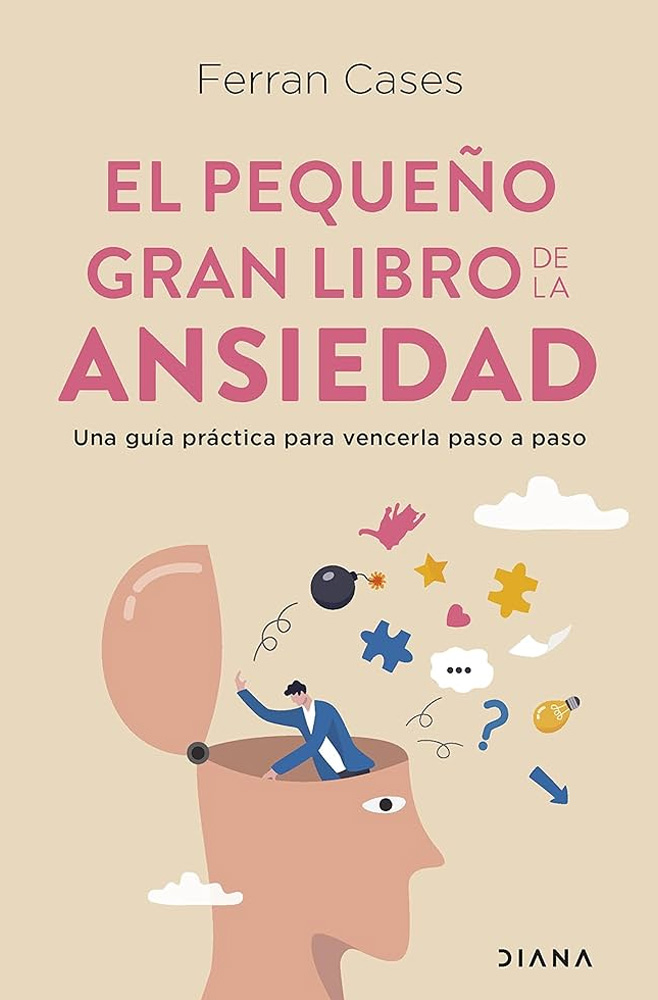 Ferran Cases
EL PEQUEÑO
GRAN LIBRO DE LA
ANSIEDAD
Una guía práctica para vencerla paso a paso
?
DIANA